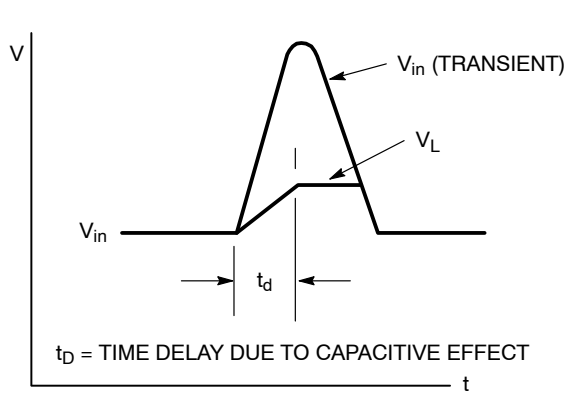 V
Vin (TRANSIENT)
VL
Vin
td
tD = TIME DELAY DUE TO CAPACITIVE EFFECT
t